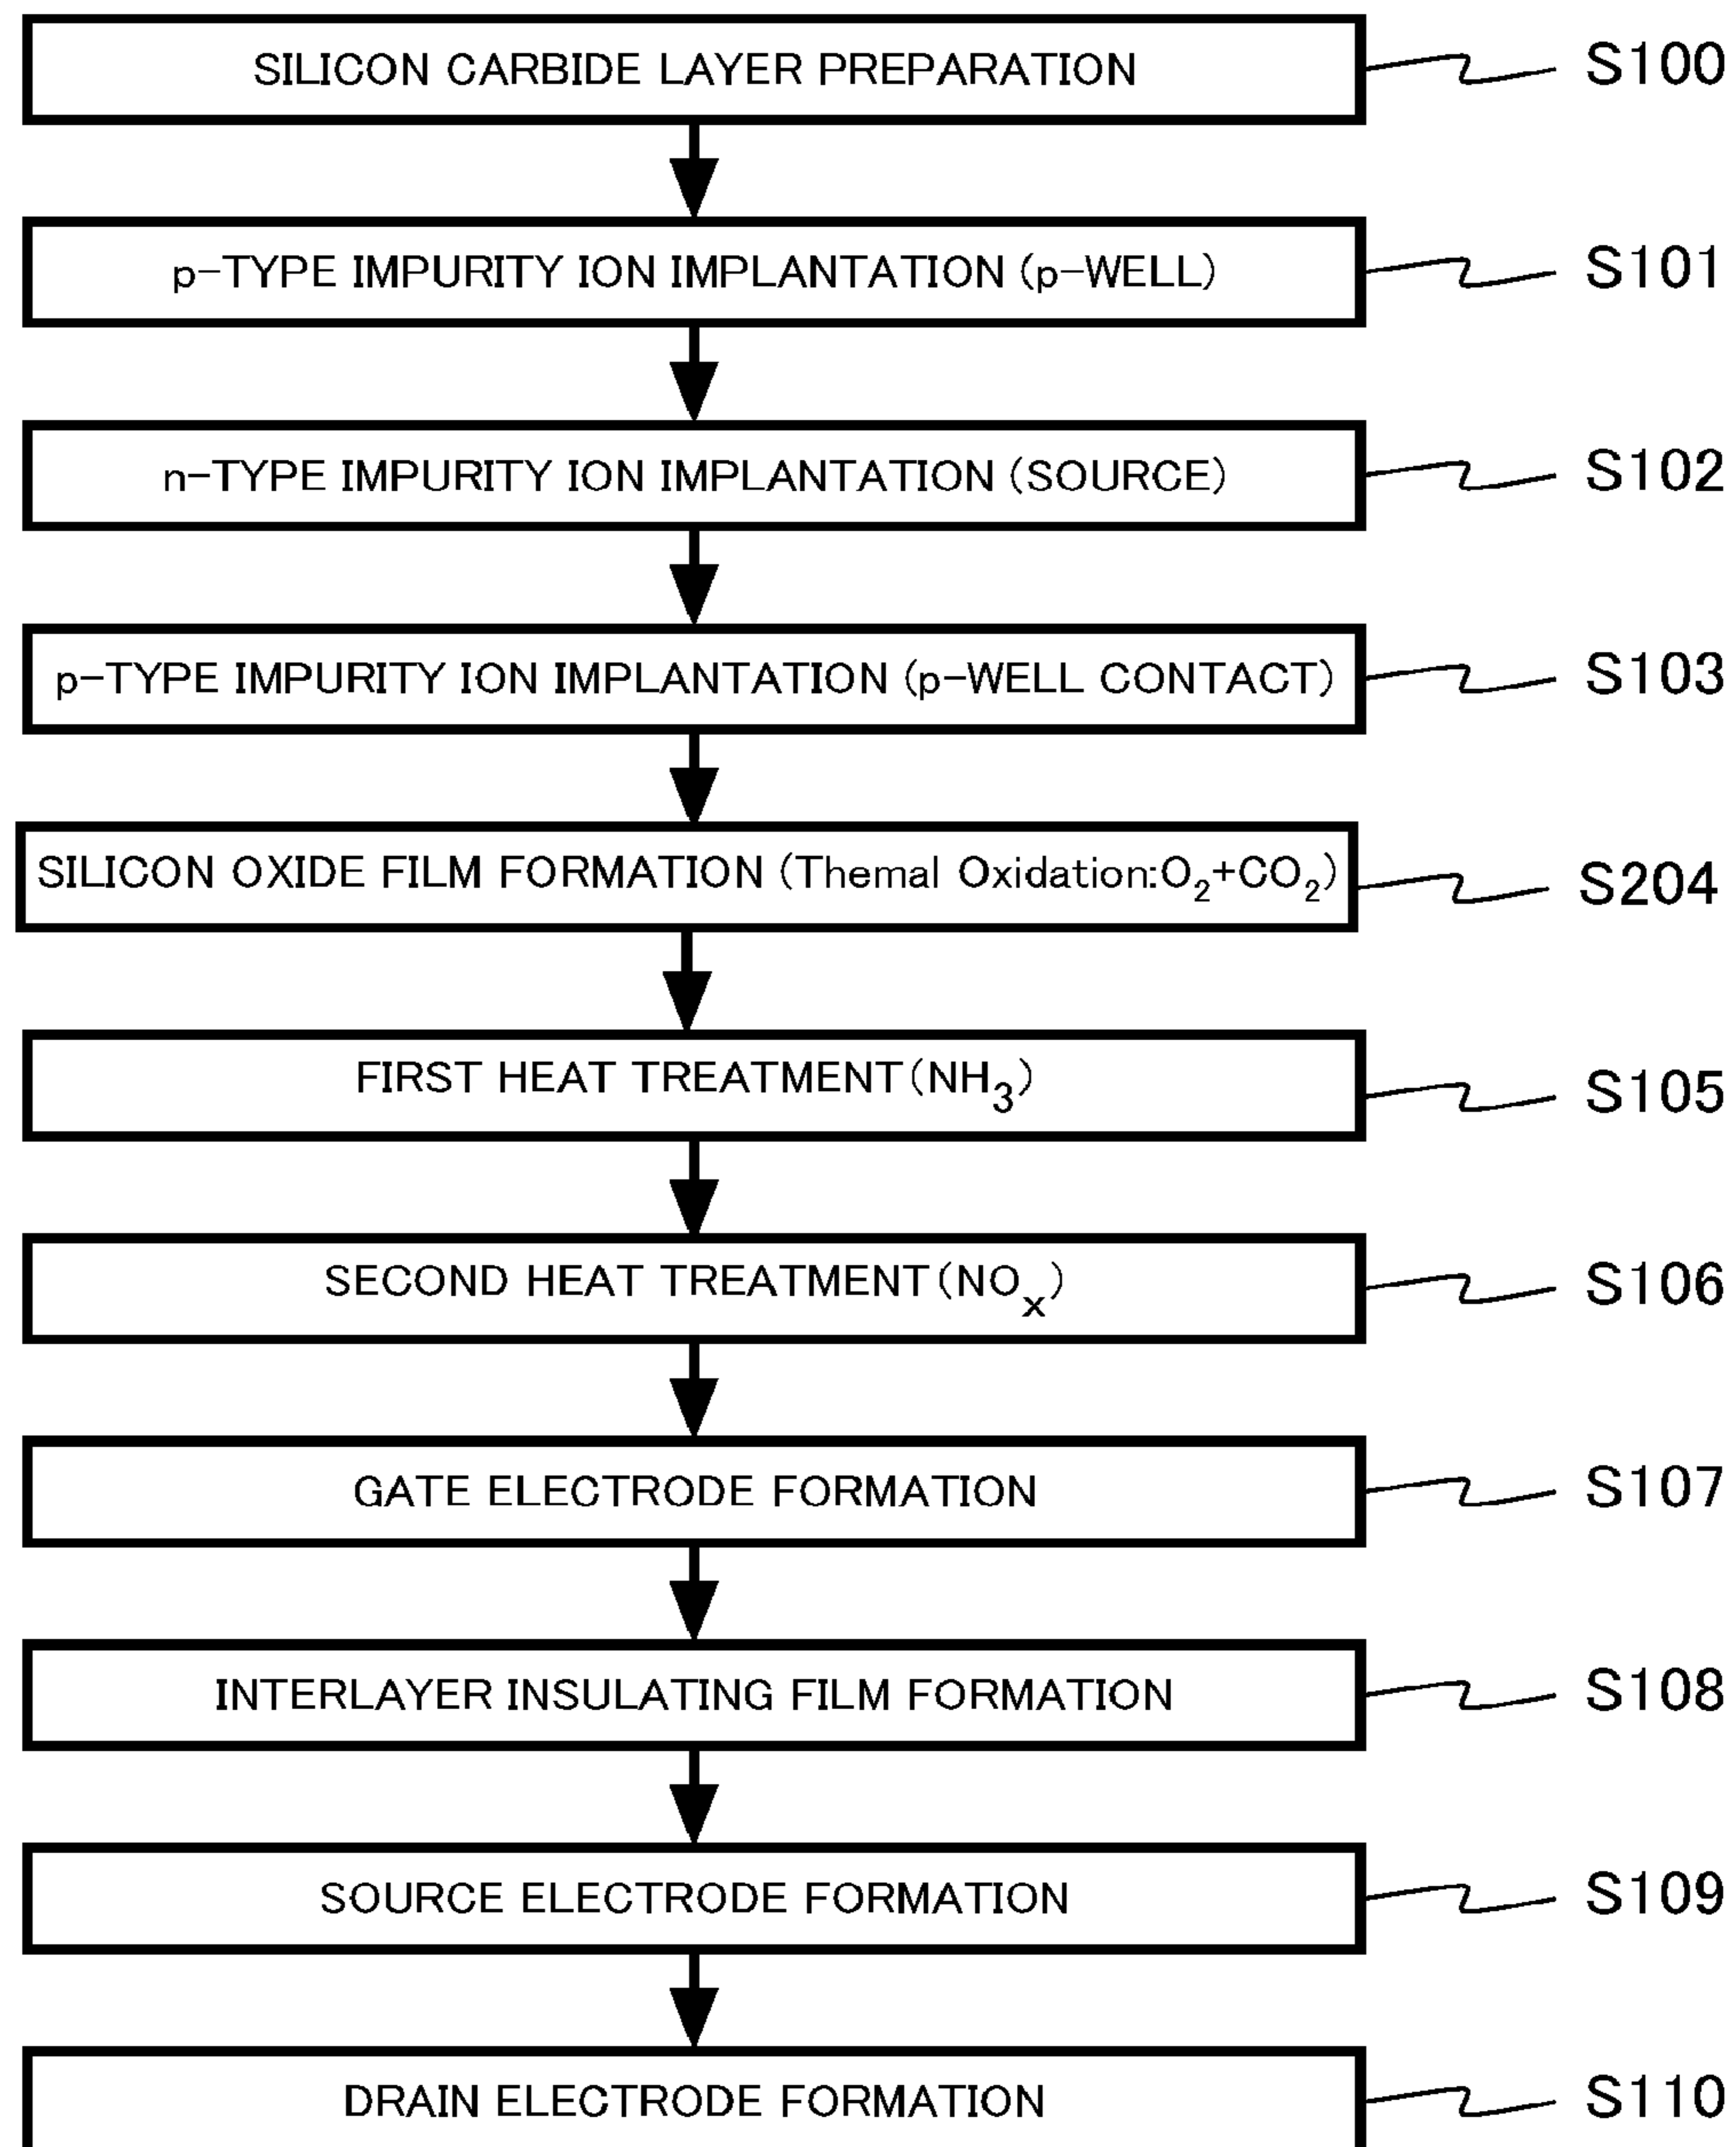 SILICON CARBIDE LAYER PREPARATION S100
p-TYPE IMPURITY ION IMPLANTATION (p-WELL) S101
n-TYPE IMPURITY ION IMPLANTATION (SOURCE) S102
p-TYPE IMPURITY ION IMPLANTATION (p-WELL CONTACT) S103
SILICON OXIDE FILM FORMATION (Themal Oxidation:O₂+CO₂) S204
FIRST HEAT TREATMENT(NH₃) S105
SECOND HEAT TREATMENT(NOₓ) S106
GATE ELECTRODE FORMATION S107
INTERLAYER INSULATING FILM FORMATION S108
SOURCE ELECTRODE FORMATION S109
DRAIN ELECTRODE FORMATION S110